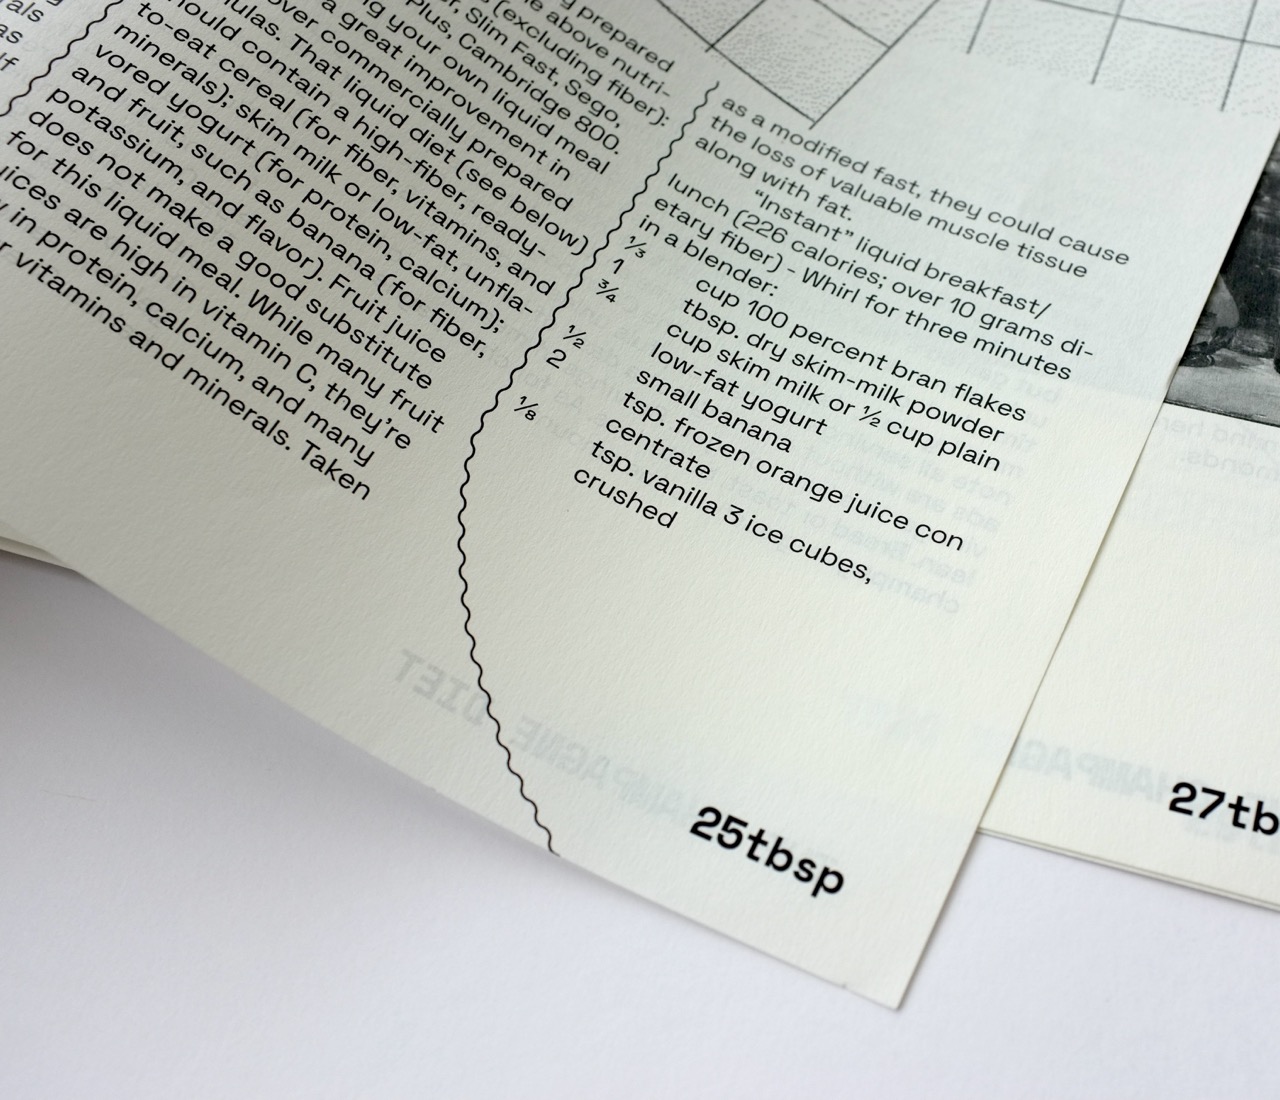 als
as
lf
y prepared
e above nutri-
(excluding fiber):
r, Slim Fast, Sego,
Plus, Cambridge 800.
ng your own liquid meal
a great improvement in
over commercially prepared
ulas. That liquid diet (see below)
hould contain a high-fiber, ready-
to-eat cereal (for fiber, vitamins, and
minerals); skim milk or low-fat, unfla-
vored yogurt (for protein, calcium);
and fruit, such as banana (for fiber,
potassium, and flavor). Fruit juice
does not make a good substitute
for this liquid meal. While many fruit
uices are high in vitamin C, they're
in protein, calcium, and many
r vitamins and minerals. Taken
as a modified fast, they could cause
the loss of valuable muscle tissue
along with fat.
“Instant” liquid breakfast/
lunch (226 calories; over 10 grams di-
etary fiber) - Whirl for three minutes
in a blender:
⅓ cup 100 percent bran flakes
1 tbsp. dry skim-milk powder
¾ cup skim milk or ½ cup plain
low-fat yogurt
½ small banana
2 tsp. frozen orange juice con
centrate
⅛ tsp. vanilla 3 ice cubes,
crushed
25tbsp
27tb